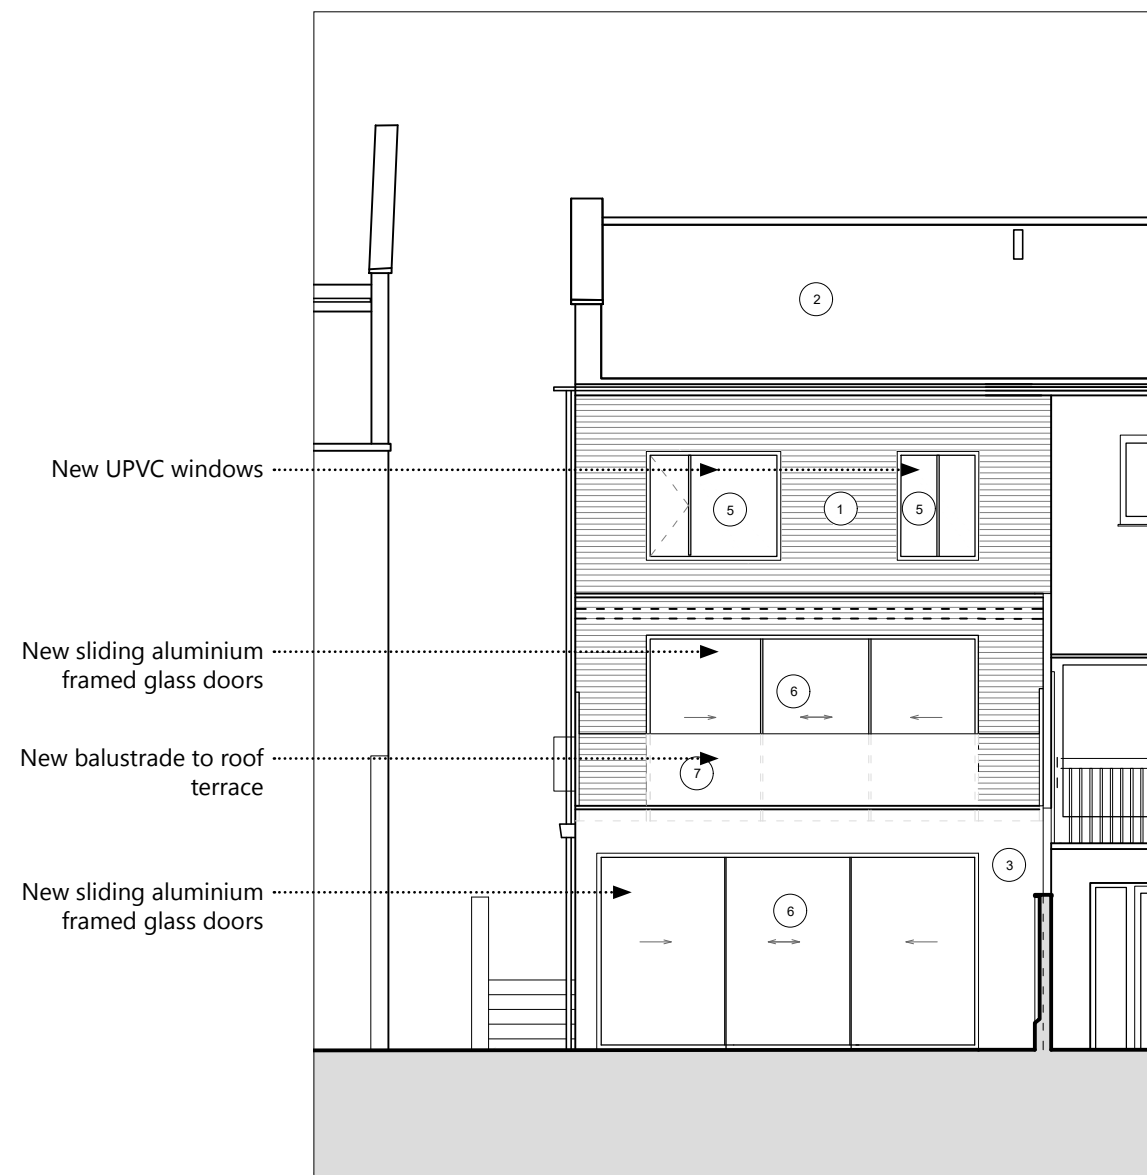 2
New UPVC windows
5
1
5
New sliding aluminium
framed glass doors
6
New balustrade to roof
terrace
7
3
New sliding aluminium
framed glass doors
6